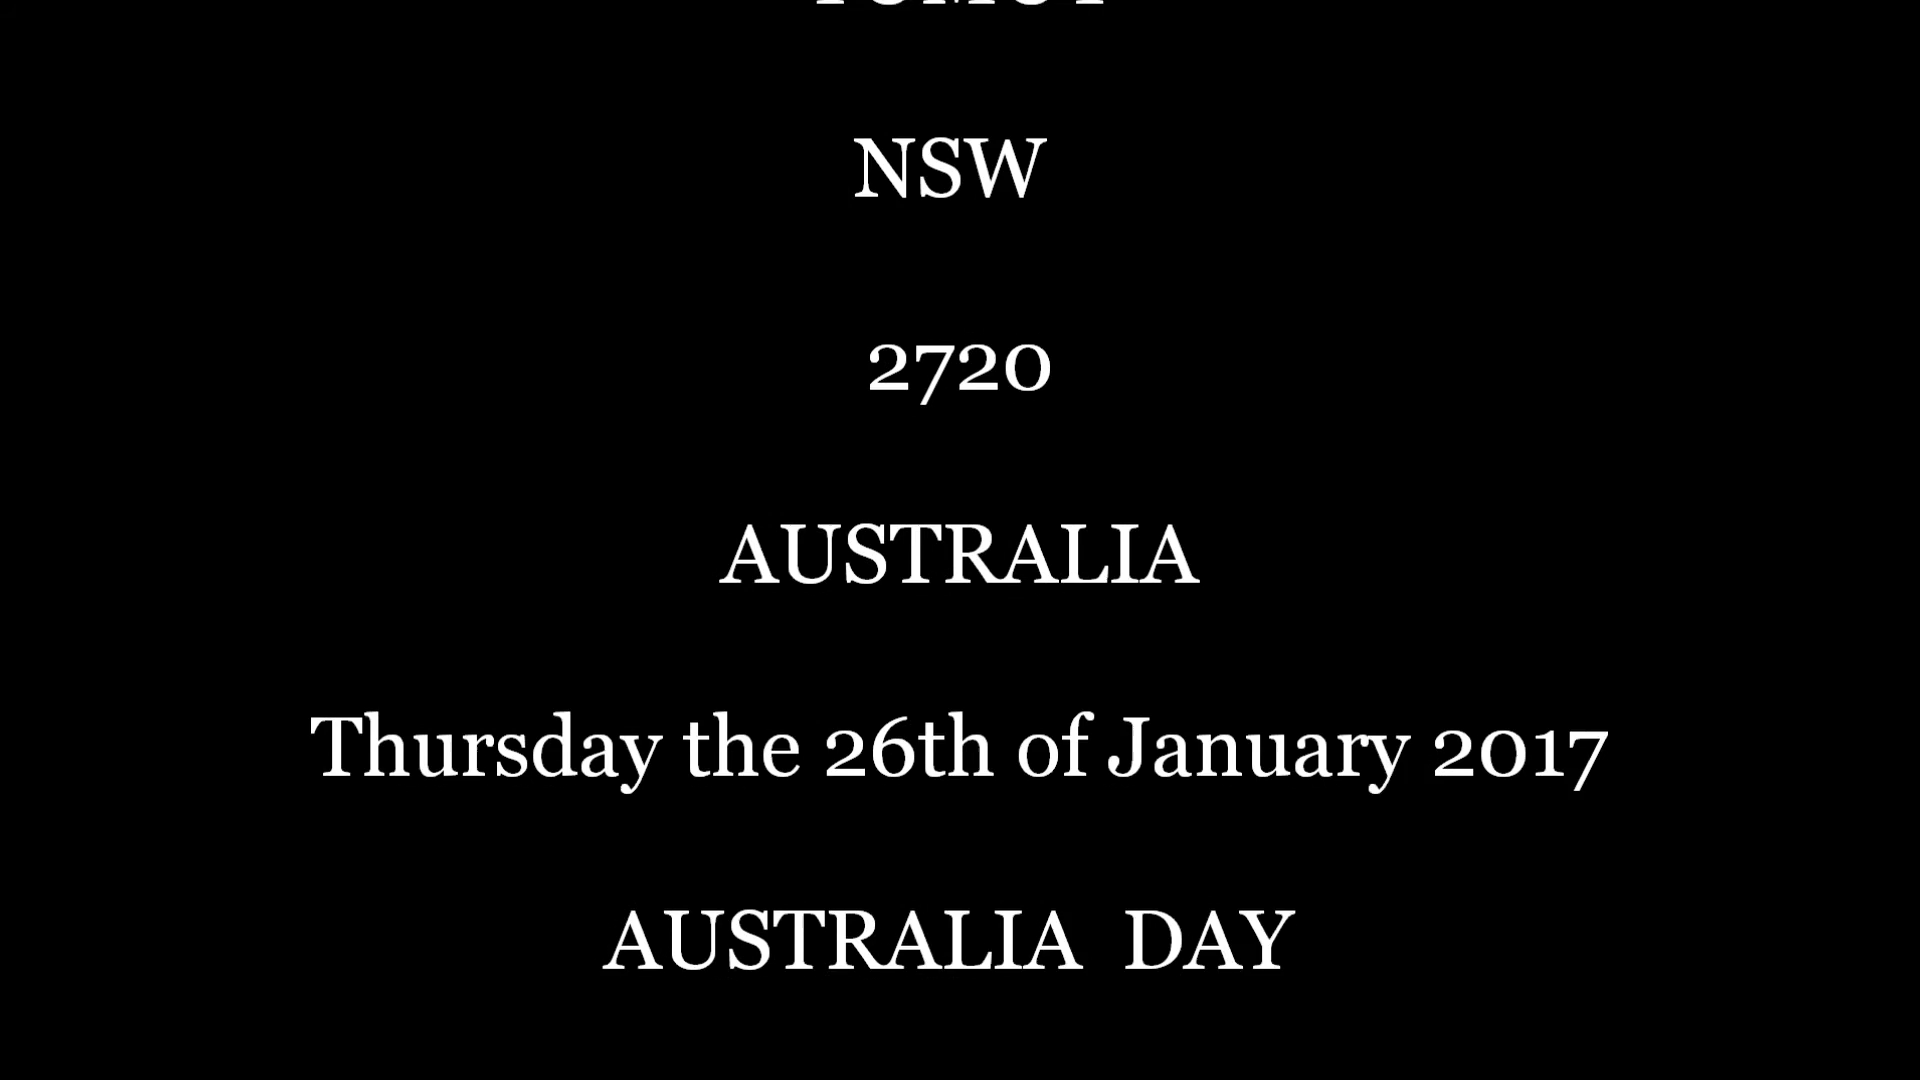 NSW
2720
AUSTRALIA
Thursday the 26th of January 2017
AUSTRALIA DAY